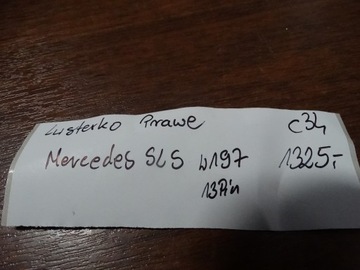 Lusterko Prawe C34
Mercedes SLS W197 1325,-
13Pin